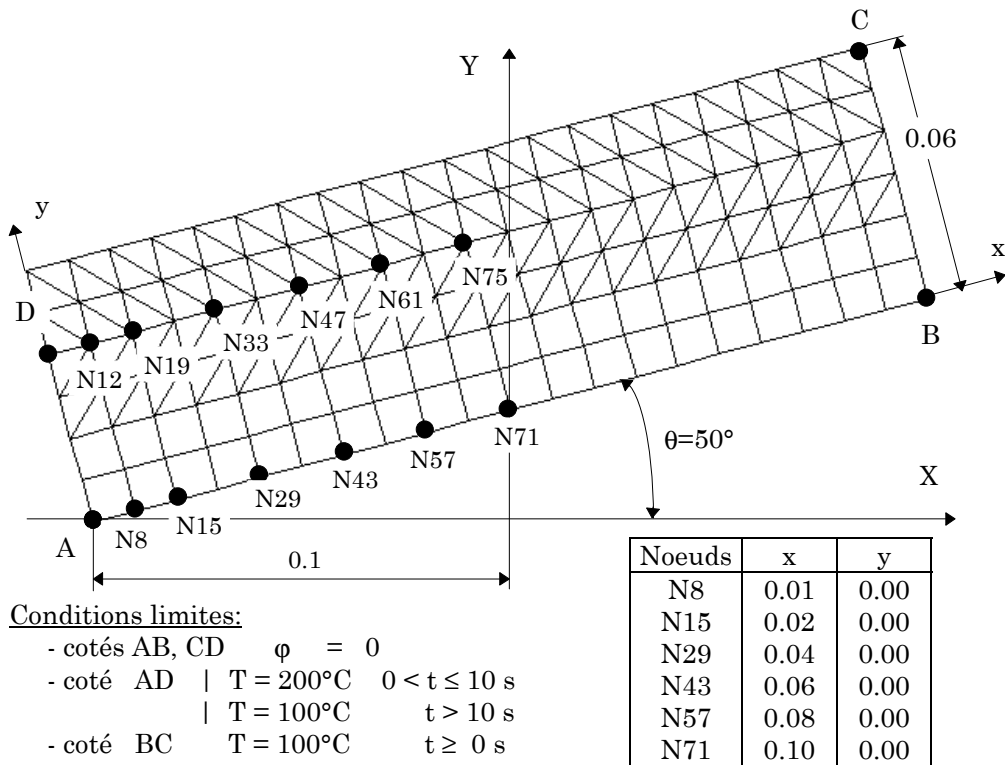 C
Y
0.06
y
x
D
N75
N61
N47
N33
N19
N12
B
N71
θ=50°
N57
N43
N29
N15
N8
A
X
0.1
Conditions limites:
- cotés AB, CD φ = 0
- coté AD | T = 200°C 0 < t ≤ 10 s
| T = 100°C t > 10 s
- coté BC T = 100°C t ≥ 0 s
Noeuds x y
N8 0.01 0.00
N15 0.02 0.00
N29 0.04 0.00
N43 0.06 0.00
N57 0.08 0.00
N71 0.10 0.00